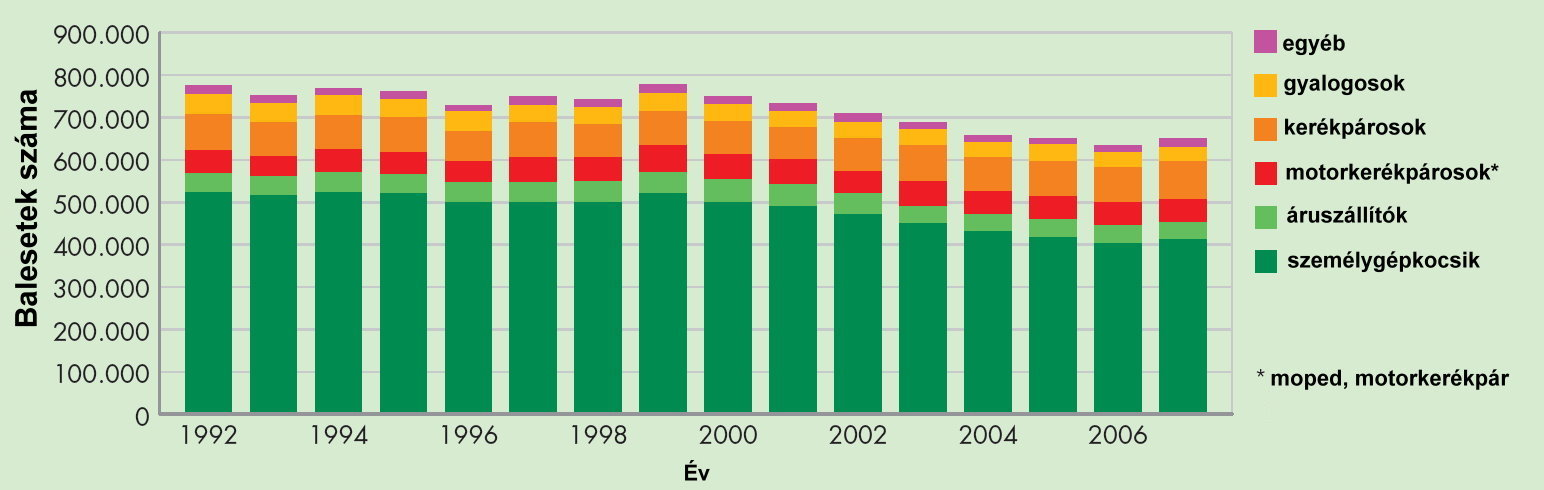 Balesetek száma
900.000
800.000
700.000
600.000
500.000
400.000
300.000
200.000
100.000
0
1992 1994 1996 1998 2000 2002 2004 2006
Év
egyéb
gyalogosok
kerékpárosok
motorkerékpárosok*
áruszállítók
személygépkocsik
* moped, motorkerékpár